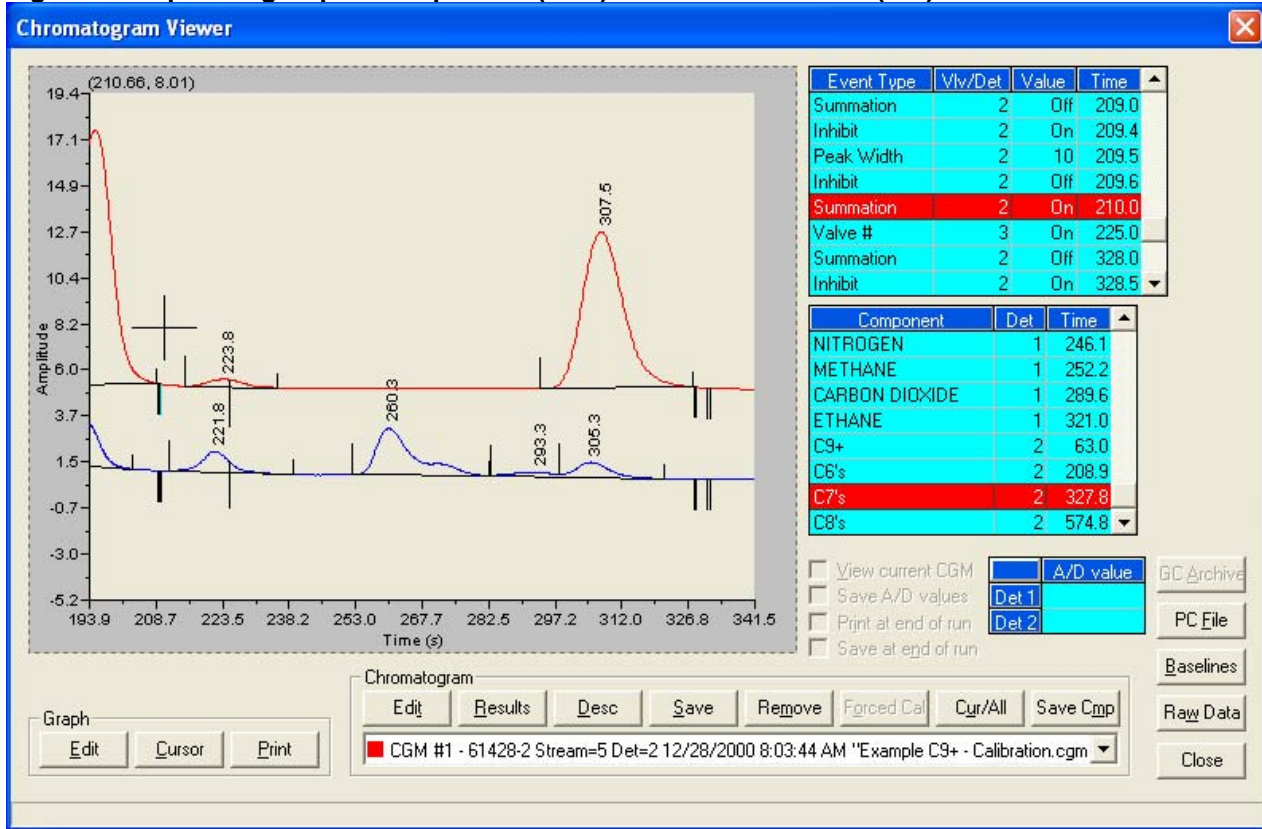 Chromatogram Viewer
(210.66, 8.01)
19.4
17.1
14.9
12.7
10.4
8.2
6.0
3.7
1.5
-0.7
-3.0
-5.2
Amplitude
223.8
307.5
221.8
260.3
293.3
305.3
193.9 208.7 223.5 238.2 253.0 267.7 282.5 297.2 312.0 326.8 341.5
Time (s)
Event Type Vlv/Det Value Time
Summation 2 Off 209.0
Inhibit 2 On 209.4
Peak Width 2 10 209.5
Inhibit 2 Off 209.6
Summation 2 On 210.0
Valve # 3 On 225.0
Summation 2 Off 328.0
Inhibit 2 On 328.5
Component Det Time
NITROGEN 1 246.1
METHANE 1 252.2
CARBON DIOXIDE 1 289.6
ETHANE 1 321.0
C9+ 2 63.0
C6's 2 208.9
C7's 2 327.8
C8's 2 574.8
View current CGM
Save A/D values
Print at end of run
Save at end of run
A/D value
Det 1
Det 2
GC Archive
PC File
Baselines
Raw Data
Close
Graph
Edit Cursor Print
Chromatogram
Edit Results Desc Save Remove Forced Cal Cur/All Save Cmp
CGM #1 - 61428-2 Stream=5 Det=2 12/28/2000 8:03:44 AM "Example C9+ - Calibration.cgm